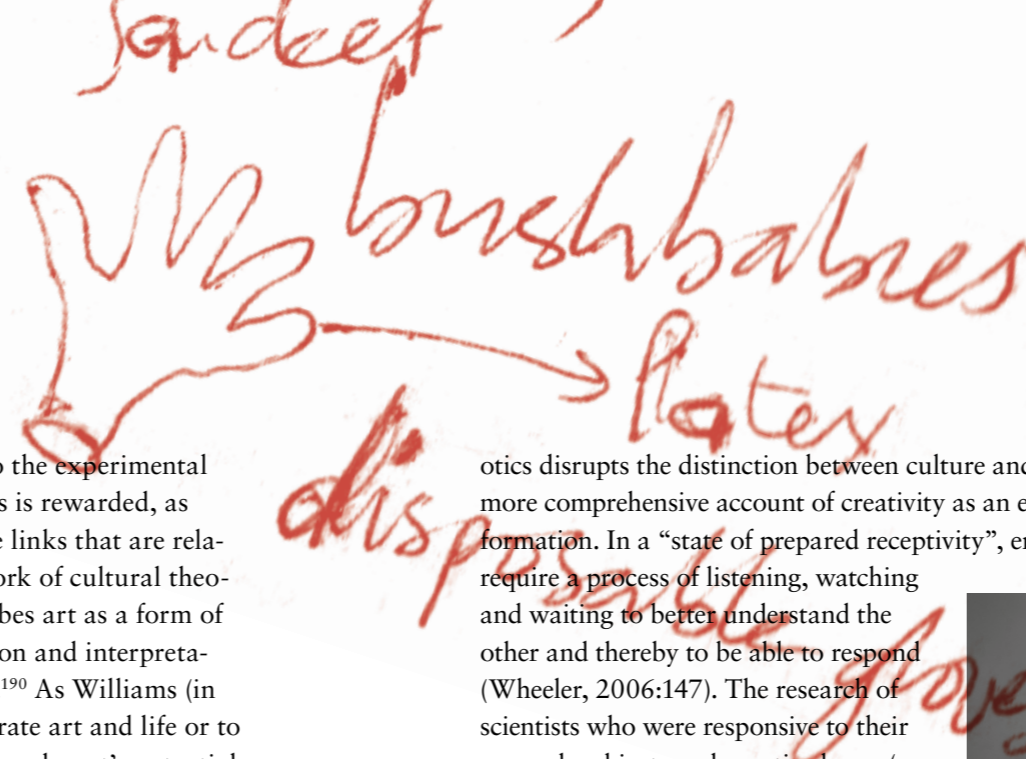 bushbabies
latex
disposable gloves
o the experimental
s is rewarded, as
e links that are rela-
ork of cultural theo-
bes art as a form of
on and interpreta-
190 As Williams (in
rate art and life or to
otics disrupts the distinction between culture and
more comprehensive account of creativity as an e
formation. In a “state of prepared receptivity”, en
require a process of listening, watching
and waiting to better understand the
other and thereby to be able to respond
(Wheeler, 2006:147). The research of
scientists who were responsive to their